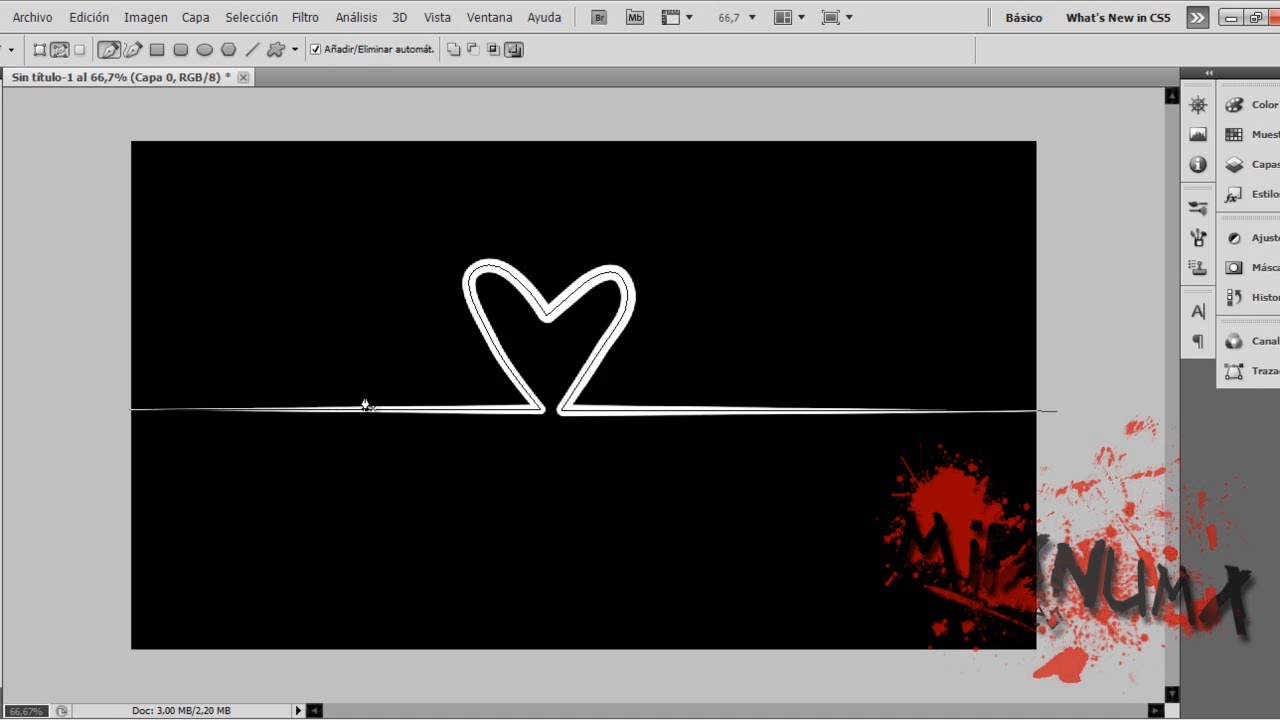 Archivo Edición Imagen Capa Selección Filtro Análisis 3D Vista Ventana Ayuda Br Mb 66,7 Básico What's New in CS5
Añadir/Eliminar automát.
Sin título-1 al 66,7% (Capa 0, RGB/8) *
Color
Muest
Capas
Estilos
Ajuste
Másca
Histor
A
Canal
Traza
66,67% Doc: 3,00 MB/2,20 MB